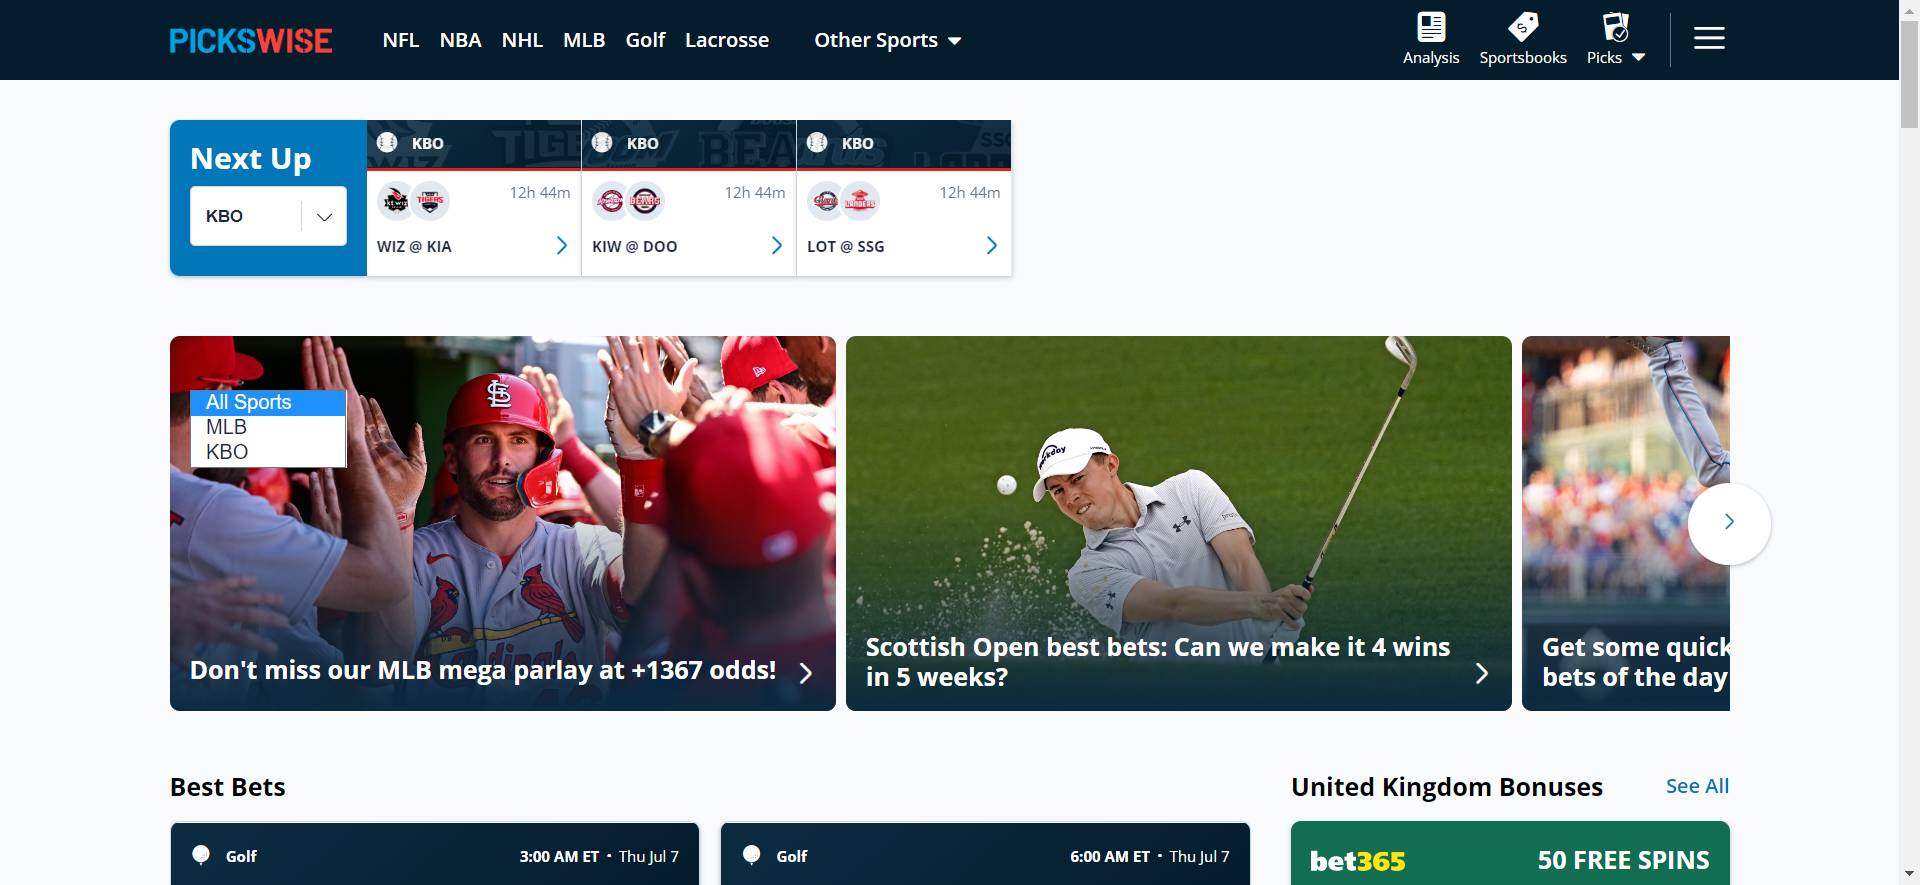 PICKSWISE
NFL NBA NHL MLB Golf Lacrosse Other Sports
Analysis Sportsbooks Picks
Next Up
KBO
KBO
12h 44m
WIZ @ KIA
KBO
12h 44m
KIW @ DOO
KBO
12h 44m
LOT @ SSG
All Sports
MLB
KBO
Don't miss our MLB mega parlay at +1367 odds!
Scottish Open best bets: Can we make it 4 wins
in 5 weeks?
Get some quick
bets of the day
Best Bets
United Kingdom Bonuses See All
Golf 3:00 AM ET • Thu Jul 7
Golf 6:00 AM ET • Thu Jul 7
bet365 50 FREE SPINS